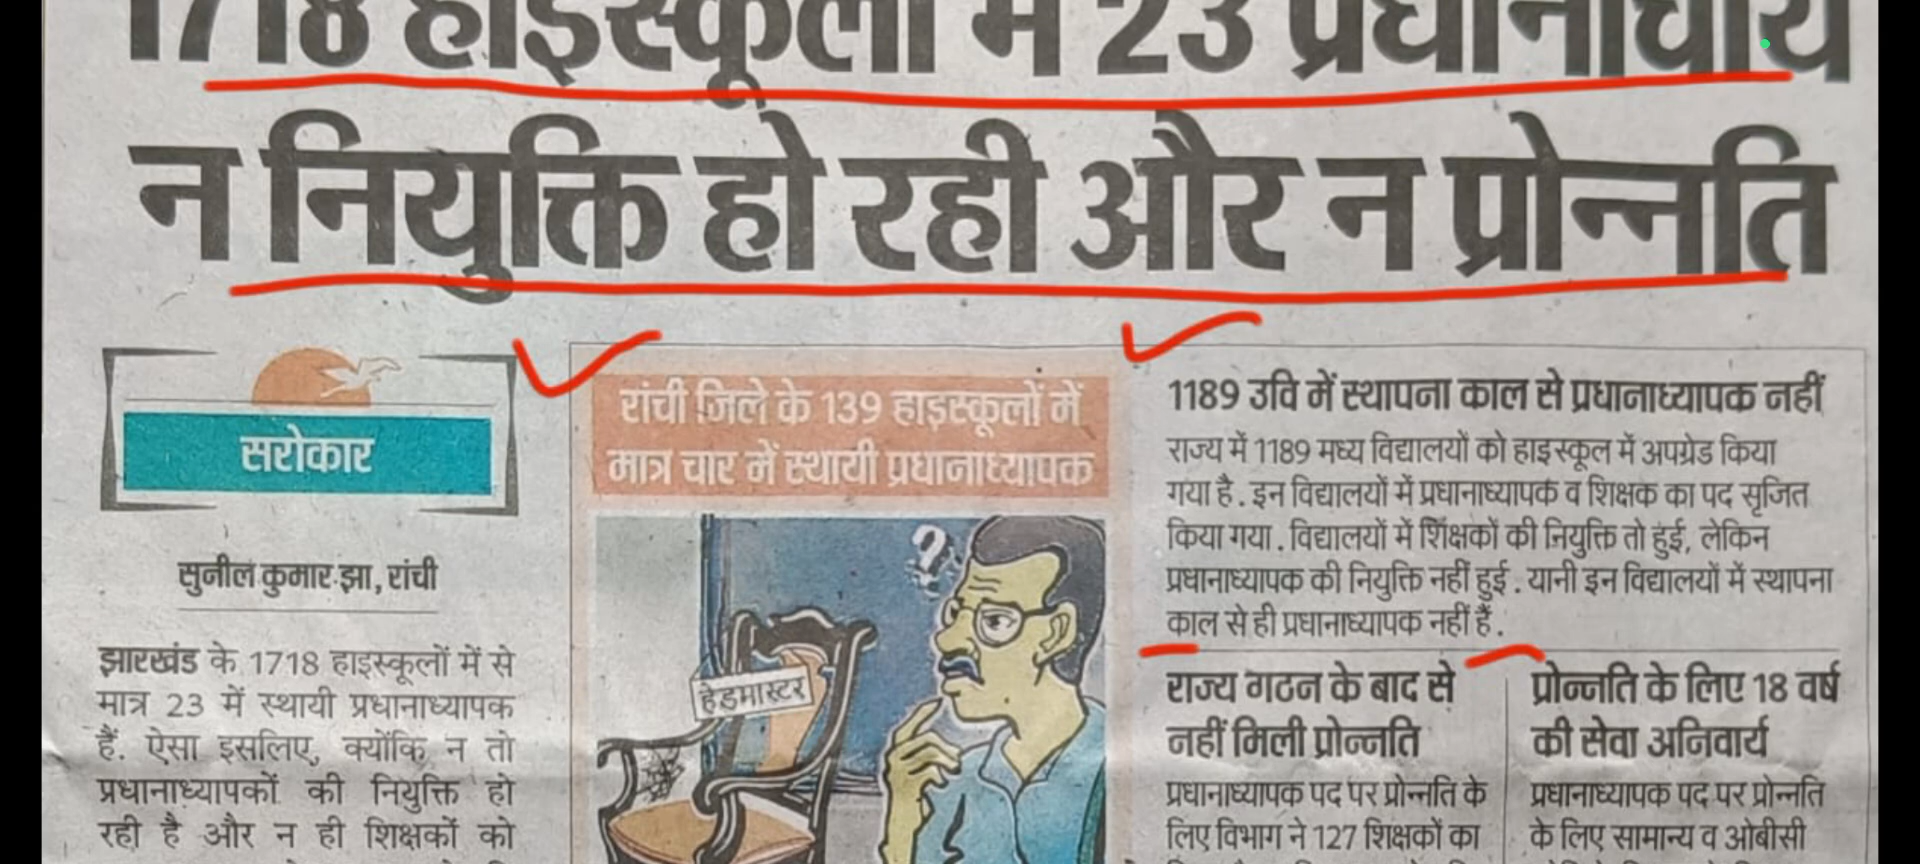 1718 हाइस्कूलों में 23 प्रधानाचार्य
न नियुक्ति हो रही और न प्रोन्नति
सरोकार
सुनील कुमार झा, रांची
झारखंड के 1718 हाइस्कूलों में से
मात्र 23 में स्थायी प्रधानाध्यापक
हैं. ऐसा इसलिए, क्योंकि न तो
प्रधानाध्यापकों की नियुक्ति हो
रही है और न ही शिक्षकों को
रांची जिले के 139 हाइस्कूलों में
मात्र चार में स्थायी प्रधानाध्यापक
?
हेडमास्टर
1189 उवि में स्थापना काल से प्रधानाध्यापक नहीं
राज्य में 1189 मध्य विद्यालयों को हाइस्कूल में अपग्रेड किया
गया है. इन विद्यालयों में प्रधानाध्यापक व शिक्षक का पद सृजित
किया गया. विद्यालयों में शिक्षकों की नियुक्ति तो हुई, लेकिन
प्रधानाध्यापक की नियुक्ति नहीं हुई. यानी इन विद्यालयों में स्थापना
काल से ही प्रधानाध्यापक नहीं हैं.
राज्य गठन के बाद से
नहीं मिली प्रोन्नति
प्रधानाध्यापक पद पर प्रोन्नति के
लिए विभाग ने 127 शिक्षकों का
प्रोन्नति के लिए 18 वर्ष
की सेवा अनिवार्य
प्रधानाध्यापक पद पर प्रोन्नति
के लिए सामान्य व ओबीसी